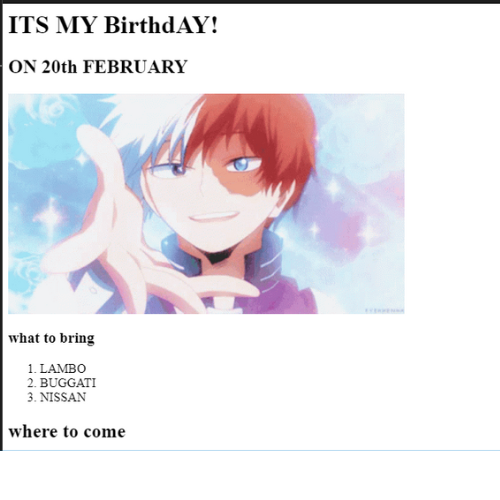 ITS MY BirthdAY!
ON 20th FEBRUARY
what to bring
1. LAMBO
2. BUGGATI
3. NISSAN
where to come